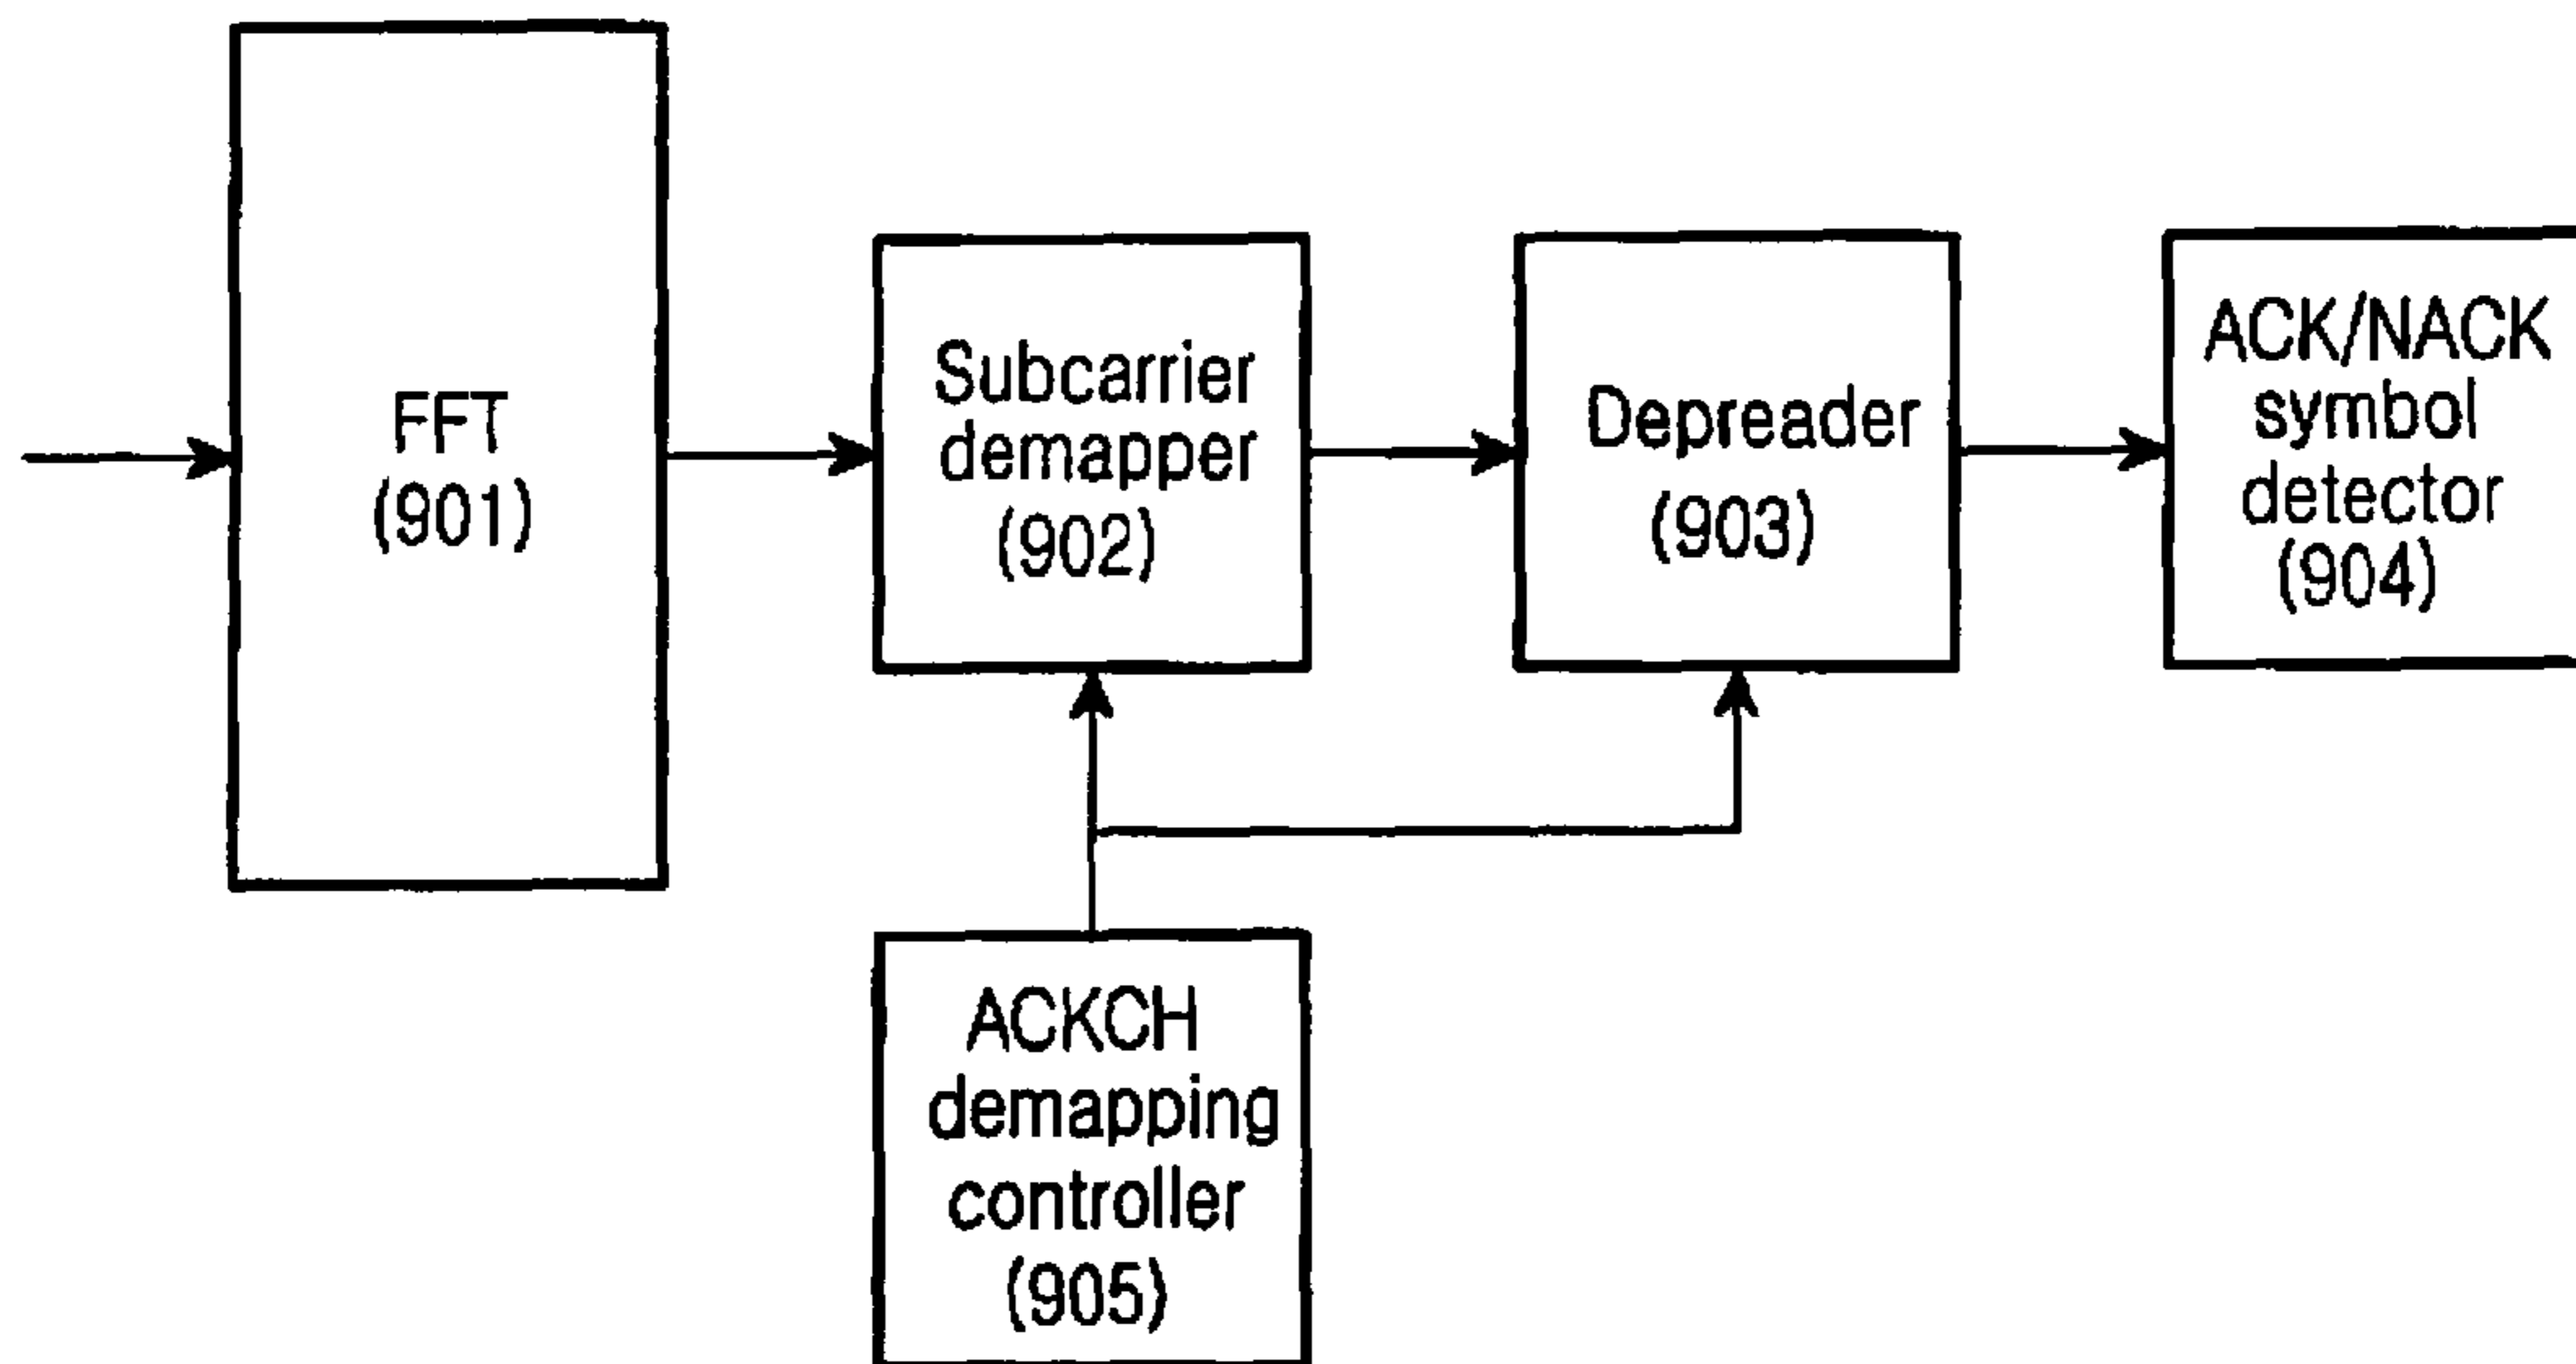 FFT
(901)
Subcarrier
demapper
(902)
Depreader
(903)
ACK/NACK
symbol
detector
(904)
ACKCH
demapping
controller
(905)